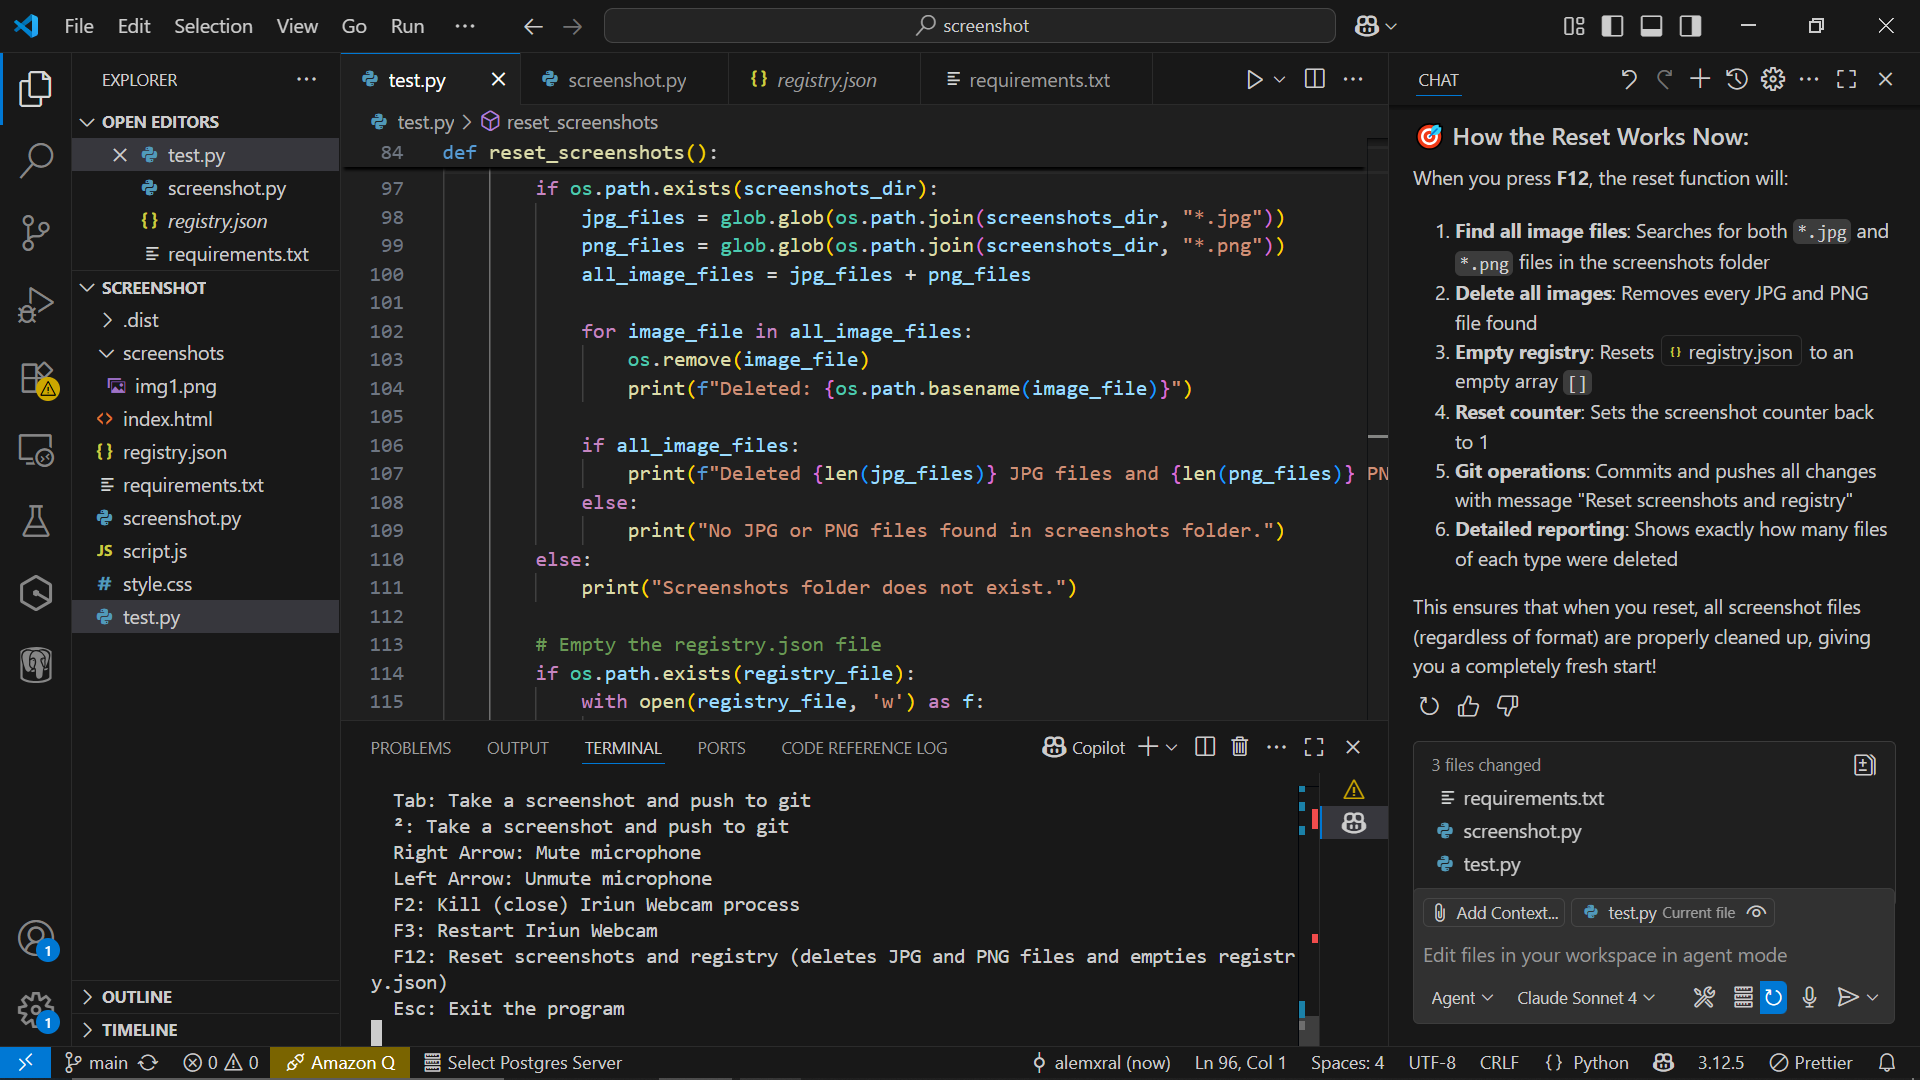 File Edit Selection View Go Run ···
screenshot
EXPLORER ···
OPEN EDITORS
test.py
screenshot.py
{} registry.json
requirements.txt
SCREENSHOT
.dist
screenshots
img1.png
<> index.html
{} registry.json
requirements.txt
screenshot.py
JS script.js
# style.css
test.py
OUTLINE
TIMELINE
1
1
test.py
screenshot.py
{} registry.json
requirements.txt
test.py > reset_screenshots
84 def reset_screenshots():
97 if os.path.exists(screenshots_dir):
98 jpg_files = glob.glob(os.path.join(screenshots_dir, "*.jpg"))
99 png_files = glob.glob(os.path.join(screenshots_dir, "*.png"))
100 all_image_files = jpg_files + png_files
101
102 for image_file in all_image_files:
103 os.remove(image_file)
104 print(f"Deleted: {os.path.basename(image_file)}")
105
106 if all_image_files:
107 print(f"Deleted {len(jpg_files)} JPG files and {len(png_files)} PN
108 else:
109 print("No JPG or PNG files found in screenshots folder.")
110 else:
111 print("Screenshots folder does not exist.")
112
113 # Empty the registry.json file
114 if os.path.exists(registry_file):
115 with open(registry_file, 'w') as f:
PROBLEMS OUTPUT TERMINAL PORTS CODE REFERENCE LOG
Copilot
Tab: Take a screenshot and push to git
²: Take a screenshot and push to git
Right Arrow: Mute microphone
Left Arrow: Unmute microphone
F2: Kill (close) Iriun Webcam process
F3: Restart Iriun Webcam
F12: Reset screenshots and registry (deletes JPG and PNG files and empties registr
y.json)
Esc: Exit the program
CHAT
🎯 How the Reset Works Now:
When you press F12, the reset function will:
1. Find all image files: Searches for both *.jpg and
*.png files in the screenshots folder
2. Delete all images: Removes every JPG and PNG
file found
3. Empty registry: Resets {} registry.json to an
empty array []
4. Reset counter: Sets the screenshot counter back
to 1
5. Git operations: Commits and pushes all changes
with message "Reset screenshots and registry"
6. Detailed reporting: Shows exactly how many files
of each type were deleted
This ensures that when you reset, all screenshot files
(regardless of format) are properly cleaned up, giving
you a completely fresh start!
3 files changed
requirements.txt
screenshot.py
test.py
Add Context...
test.py Current file
Edit files in your workspace in agent mode
Agent
Claude Sonnet 4
main
0 0
Amazon Q
Select Postgres Server
alemxral (now)
Ln 96, Col 1
Spaces: 4
UTF-8
CRLF
{} Python
3.12.5
Prettier